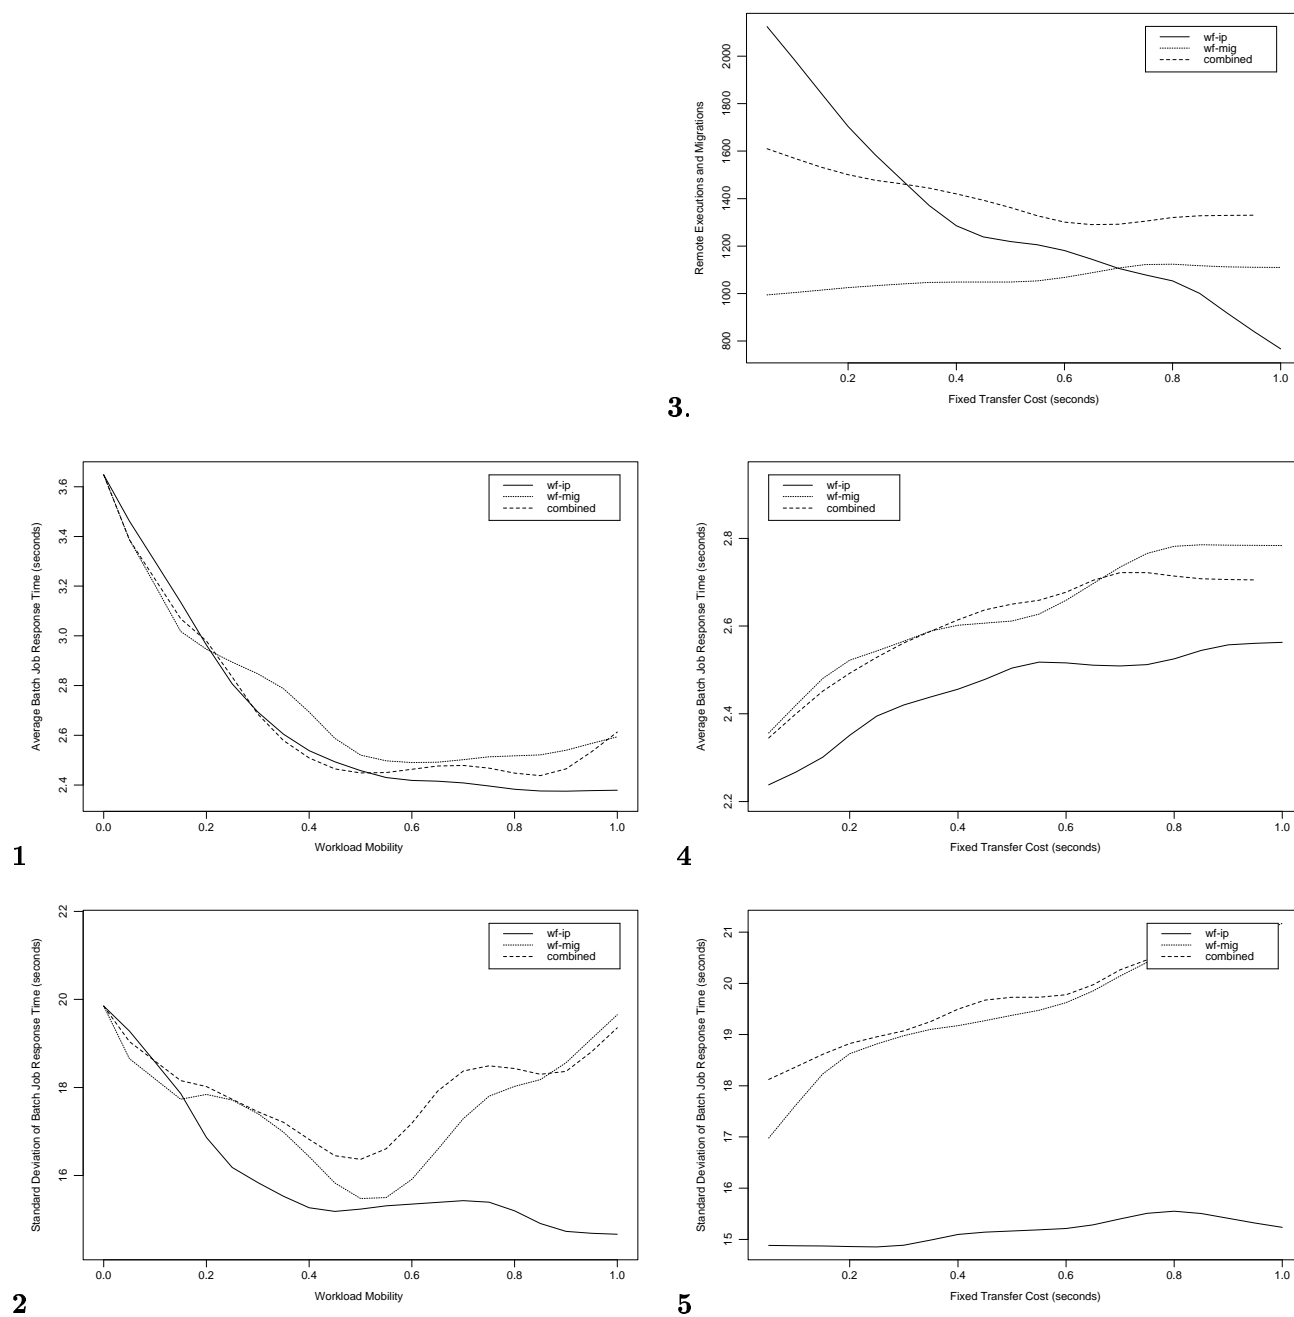 wf-ip
wf-mig
combined
Remote Executions and Migrations
800 1000 1200 1400 1600 1800 2000
0.2 0.4 0.6 0.8 1.0
Fixed Transfer Cost (seconds)
3.
wf-ip
wf-mig
combined
Average Batch Job Response Time (seconds)
2.4 2.6 2.8 3.0 3.2 3.4 3.6
0.0 0.2 0.4 0.6 0.8 1.0
Workload Mobility
1
wf-ip
wf-mig
combined
Average Batch Job Response Time (seconds)
2.2 2.4 2.6 2.8
0.2 0.4 0.6 0.8 1.0
Fixed Transfer Cost (seconds)
4
wf-ip
wf-mig
combined
Standard Deviation of Batch Job Response Time (seconds)
16 18 20 22
0.0 0.2 0.4 0.6 0.8 1.0
Workload Mobility
2
wf-ip
wf-mig
combined
Standard Deviation of Batch Job Response Time (seconds)
15 16 17 18 19 20 21
0.2 0.4 0.6 0.8 1.0
Fixed Transfer Cost (seconds)
5